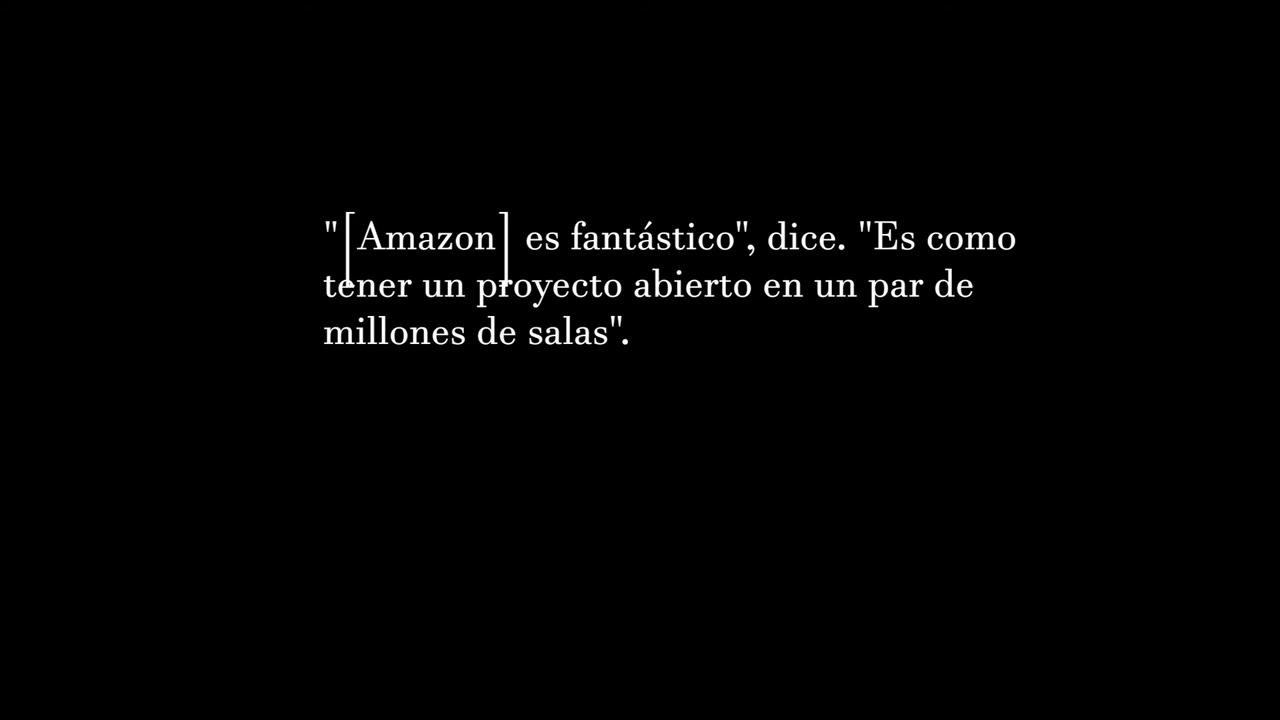 "[Amazon] es fantástico", dice. "Es como
tener un proyecto abierto en un par de
millones de salas".